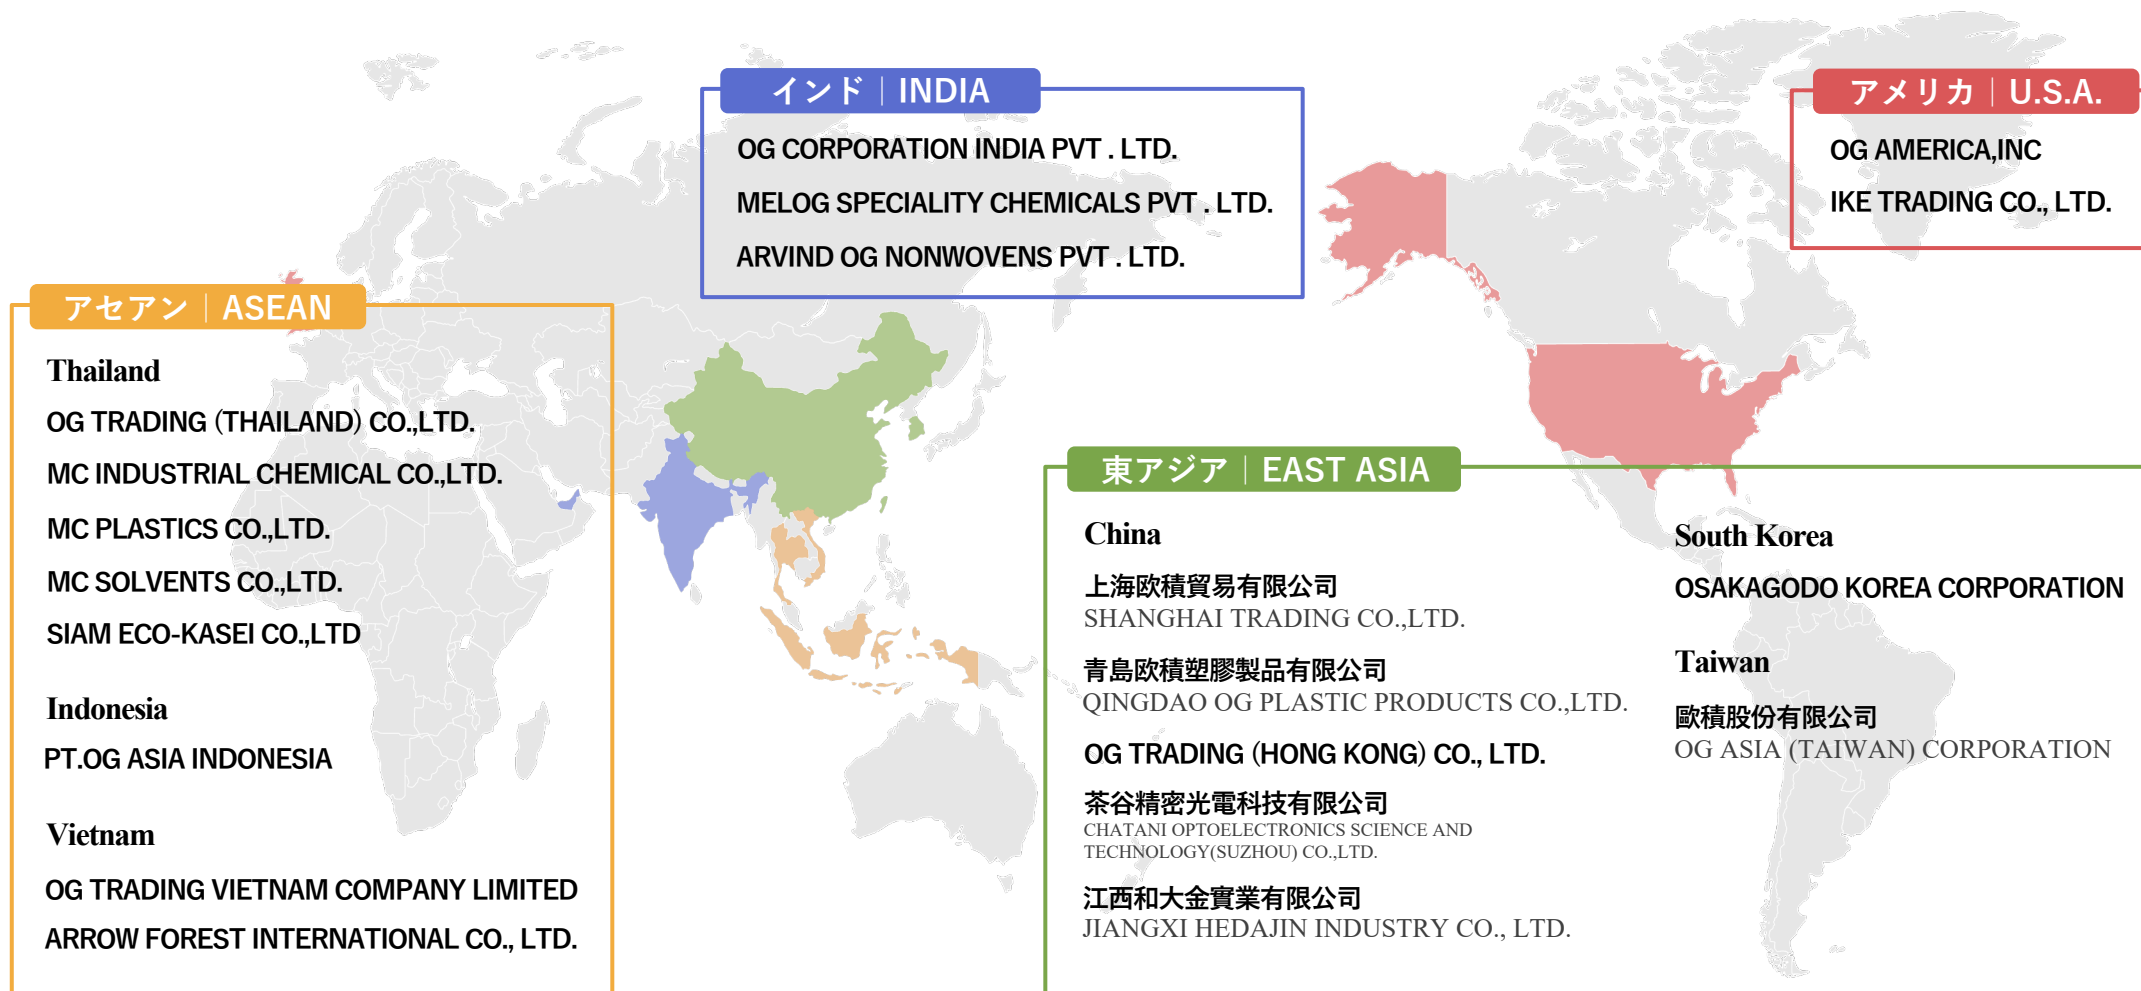 インド｜INDIA
OG CORPORATION INDIA PVT . LTD.
MELOG SPECIALITY CHEMICALS PVT . LTD.
ARVIND OG NONWOVENS PVT . LTD.
アメリカ｜U.S.A.
OG AMERICA,INC
IKE TRADING CO., LTD.
アセアン｜ASEAN
Thailand
OG TRADING (THAILAND) CO.,LTD.
MC INDUSTRIAL CHEMICAL CO.,LTD.
MC PLASTICS CO.,LTD.
MC SOLVENTS CO.,LTD.
SIAM ECO-KASEI CO.,LTD
Indonesia
PT.OG ASIA INDONESIA
Vietnam
OG TRADING VIETNAM COMPANY LIMITED
ARROW FOREST INTERNATIONAL CO., LTD.
東アジア｜EAST ASIA
China
上海欧積貿易有限公司
SHANGHAI TRADING CO.,LTD.
青島欧積塑膠製品有限公司
QINGDAO OG PLASTIC PRODUCTS CO.,LTD.
OG TRADING (HONG KONG) CO., LTD.
茶谷精密光電科技有限公司
CHATANI OPTOELECTRONICS SCIENCE AND
TECHNOLOGY(SUZHOU) CO.,LTD.
江西和大金實業有限公司
JIANGXI HEDAJIN INDUSTRY CO., LTD.
South Korea
OSAKAGODO KOREA CORPORATION
Taiwan
歐積股份有限公司
OG ASIA (TAIWAN) CORPORATION